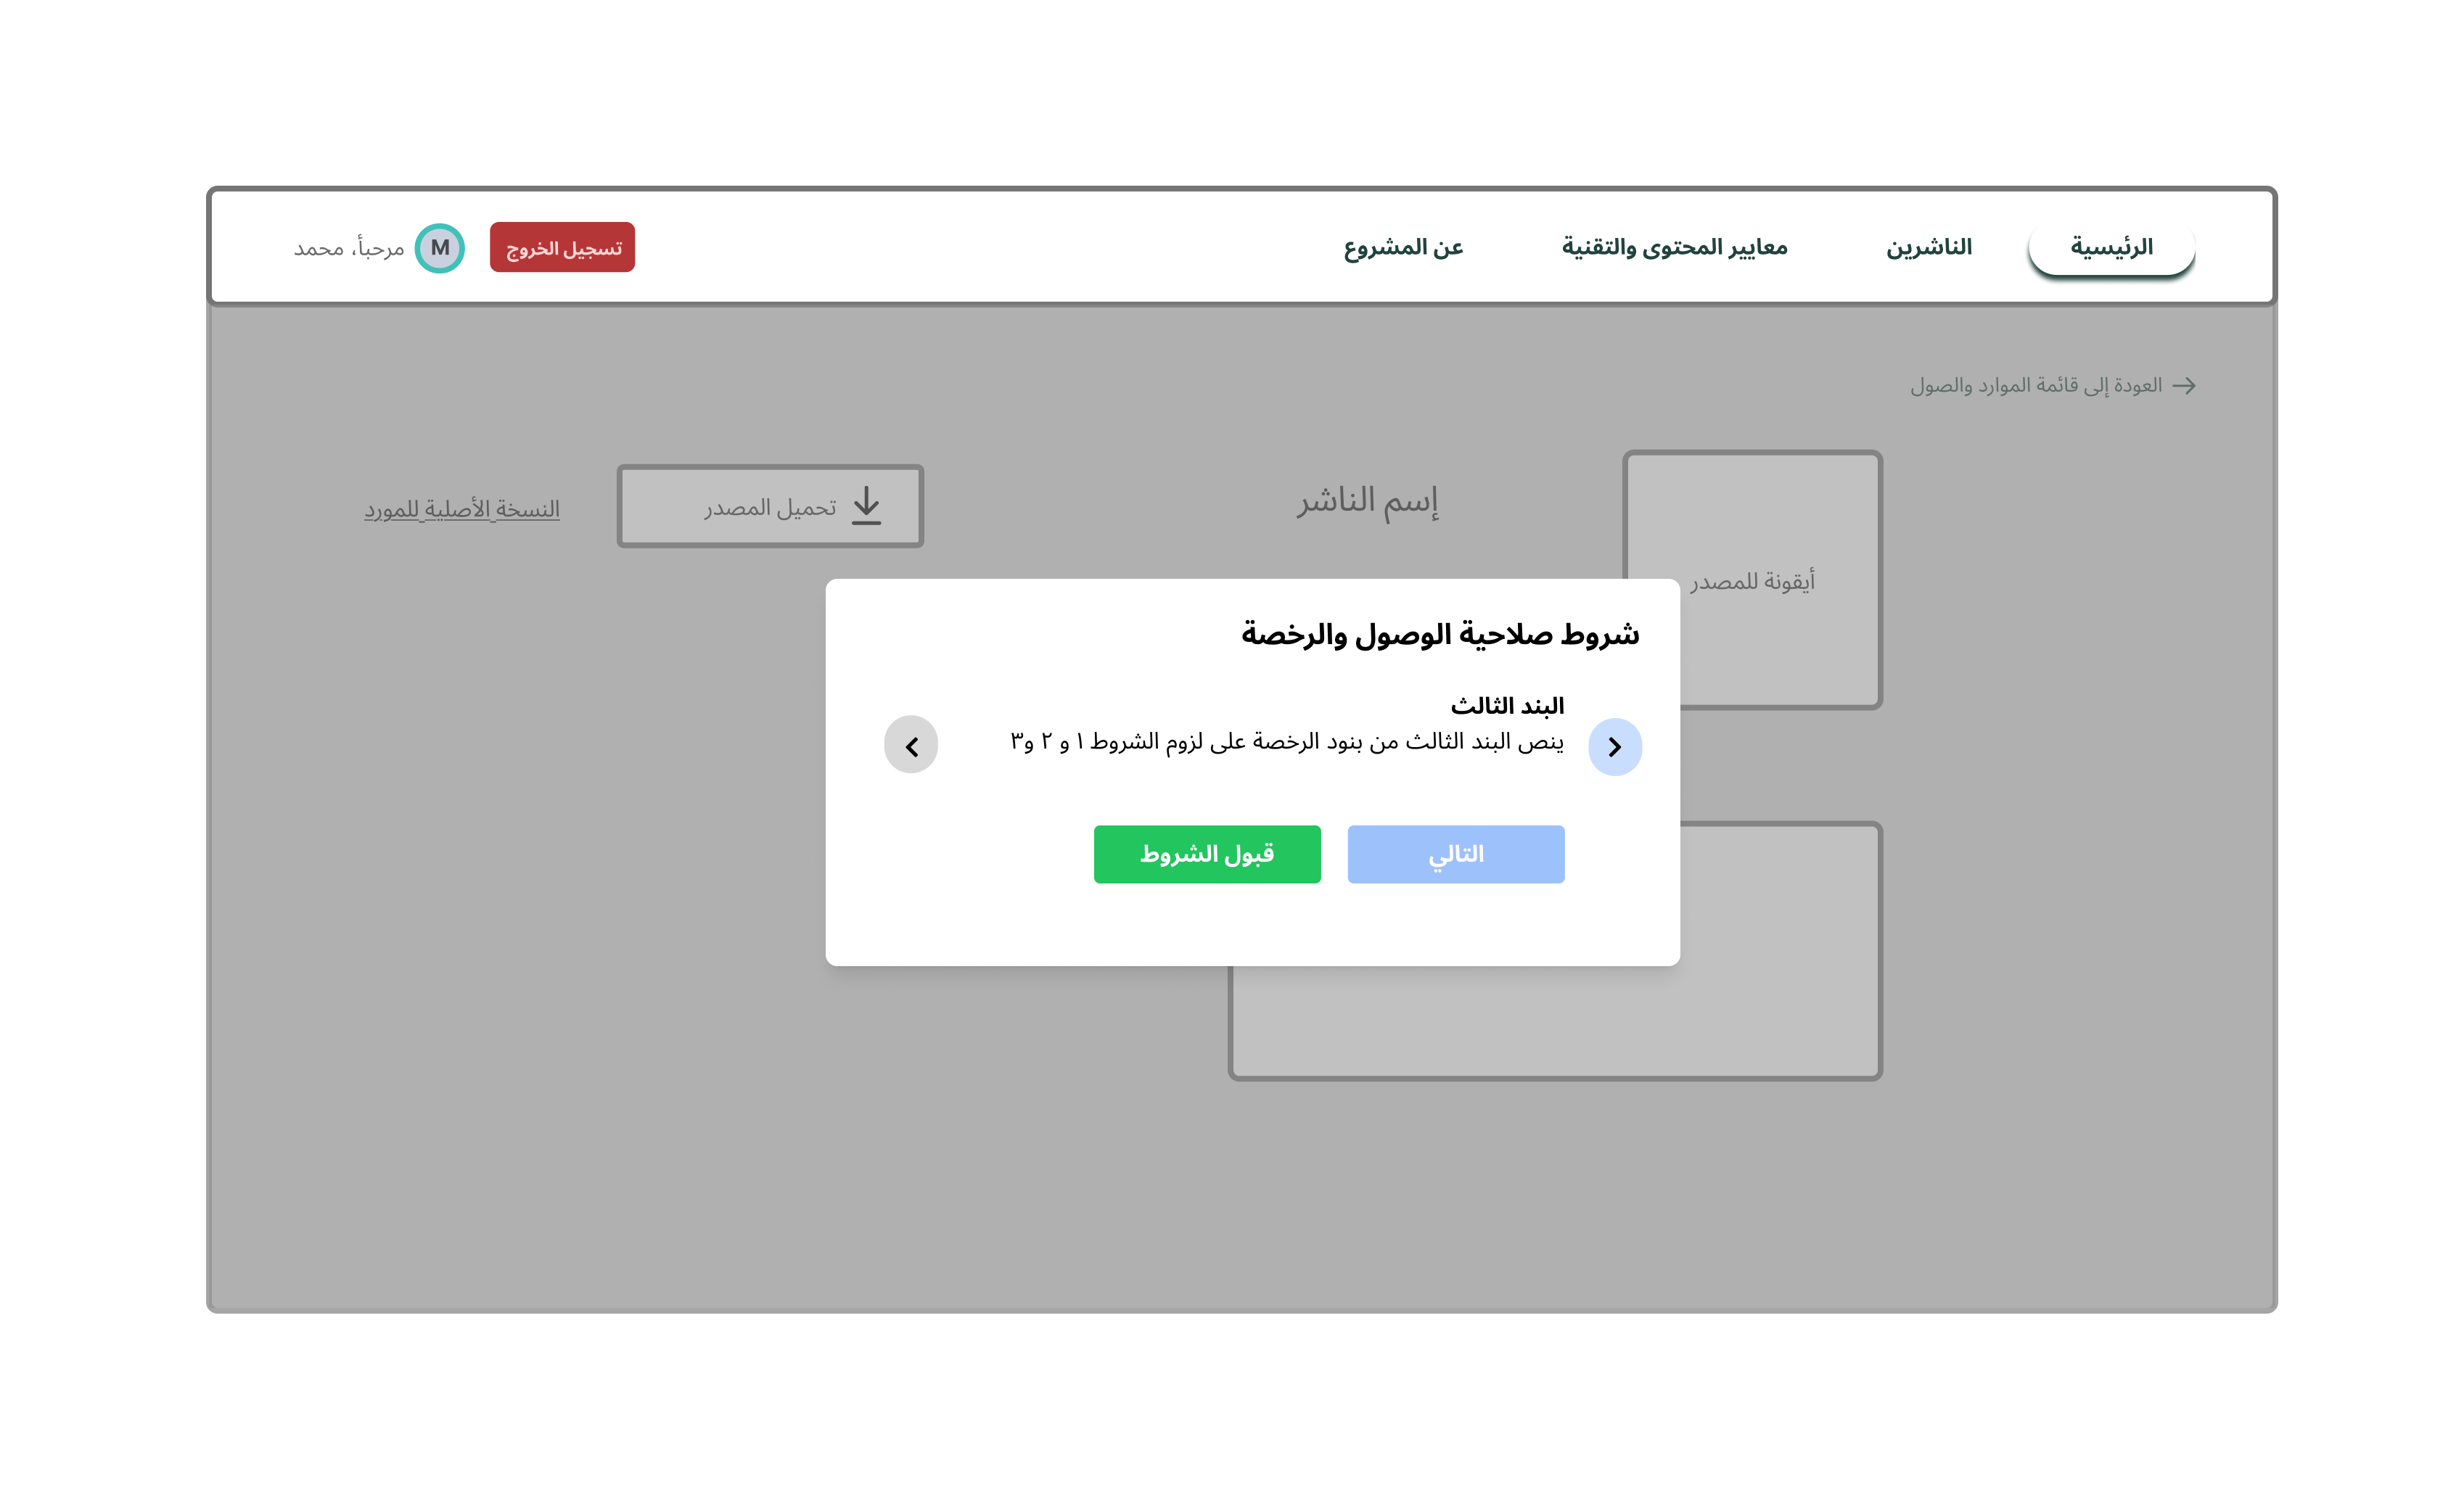 الرئيسية
الناشرين
معايير المحتوى والتقنية
عن المشروع
تسجيل الخروج
M
مرحبأ، محمد
العودة إلى قائمة الموارد والصول
أيقونة للمصدر
إسم الناشر
تحميل المصدر
النسخة الأصلية للمورد
شروط صلاحية الوصول والرخصة
البند الثالث
ينص البند الثالث من بنود الرخصة على لزوم الشروط ١ و ٢ و٣
التالي
قبول الشروط